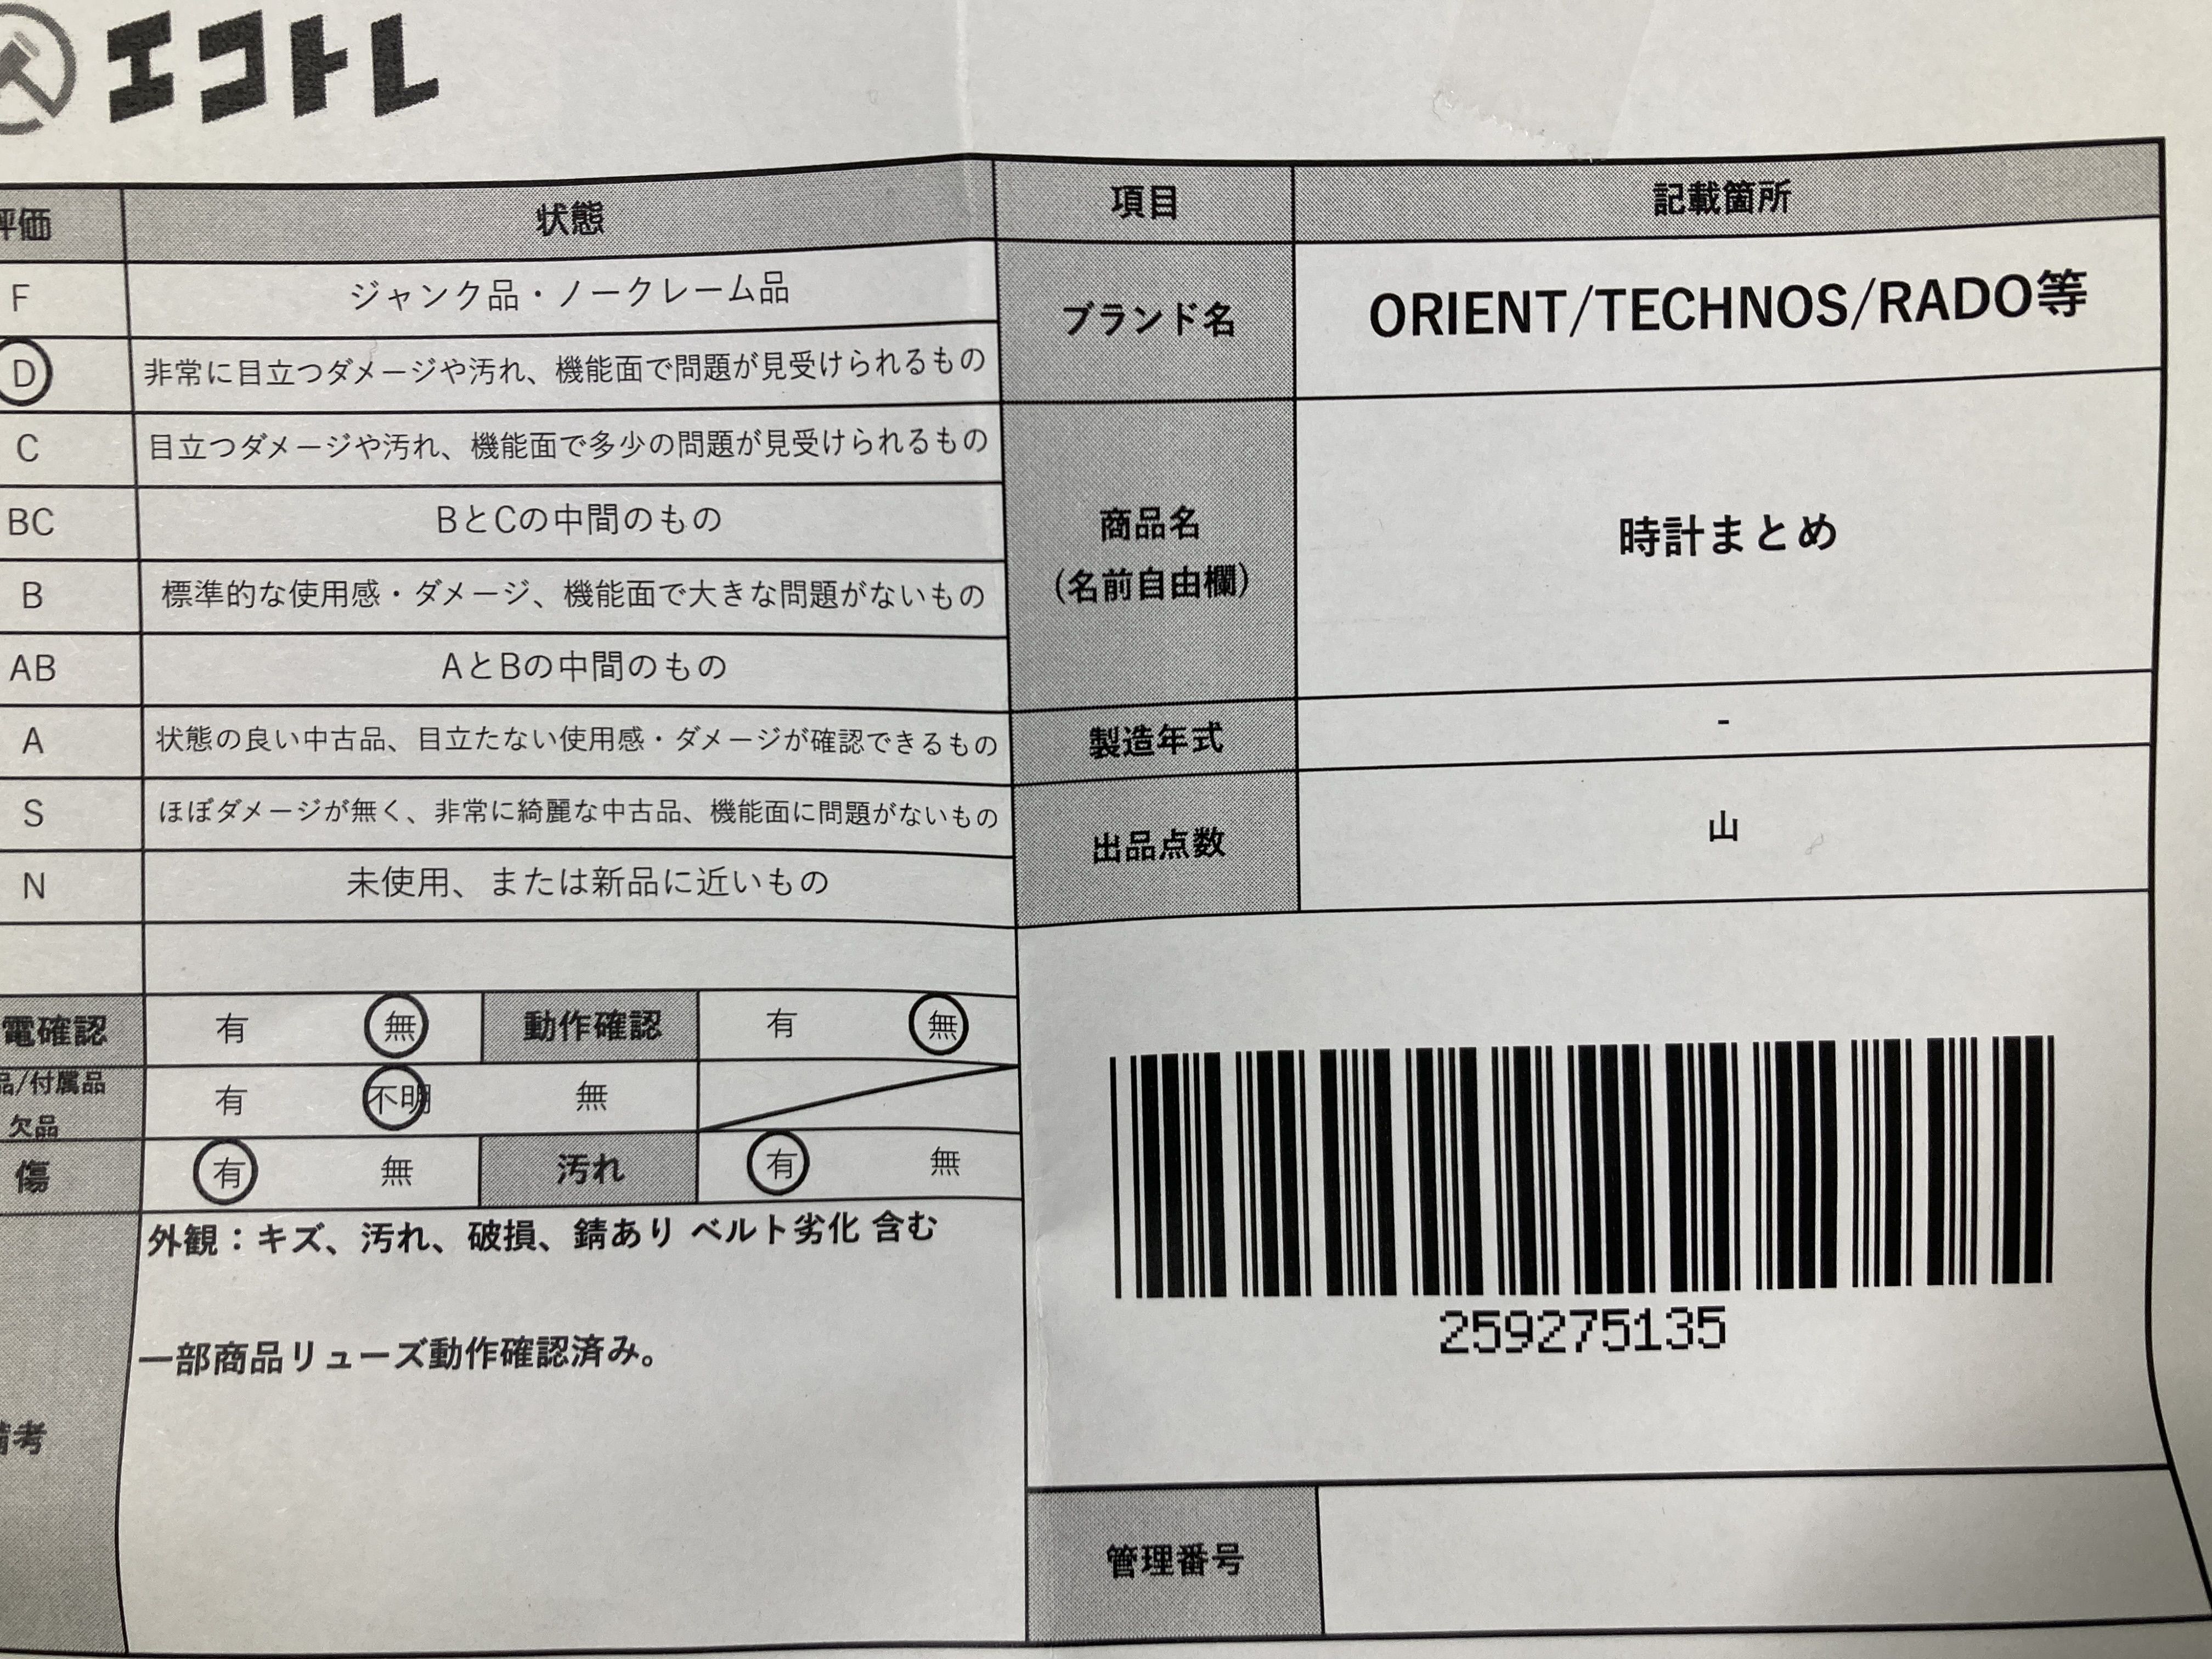 エコトレ
評価 状態 項目 記載箇所
F ジャンク品・ノークレーム品
ブランド名 ORIENT/TECHNOS/RADO等
D 非常に目立つダメージや汚れ、機能面で問題が見受けられるもの
C 目立つダメージや汚れ、機能面で多少の問題が見受けられるもの
BC BとCの中間のもの
商品名
(名前自由欄)
時計まとめ
B 標準的な使用感・ダメージ、機能面で大きな問題がないもの
AB AとBの中間のもの
A 状態の良い中古品、目立たない使用感・ダメージが確認できるもの
製造年式 -
S ほぼダメージが無く、非常に綺麗な中古品、機能面に問題がないもの
出品点数 山
N 未使用、または新品に近いもの
電確認 有 無 動作確認 有 無
品/付属品
欠品
有 不明 無
傷 有 無 汚れ 有 無
外観：キズ、汚れ、破損、錆あり ベルト劣化 含む
一部商品リューズ動作確認済み。
備考
259275135
管理番号